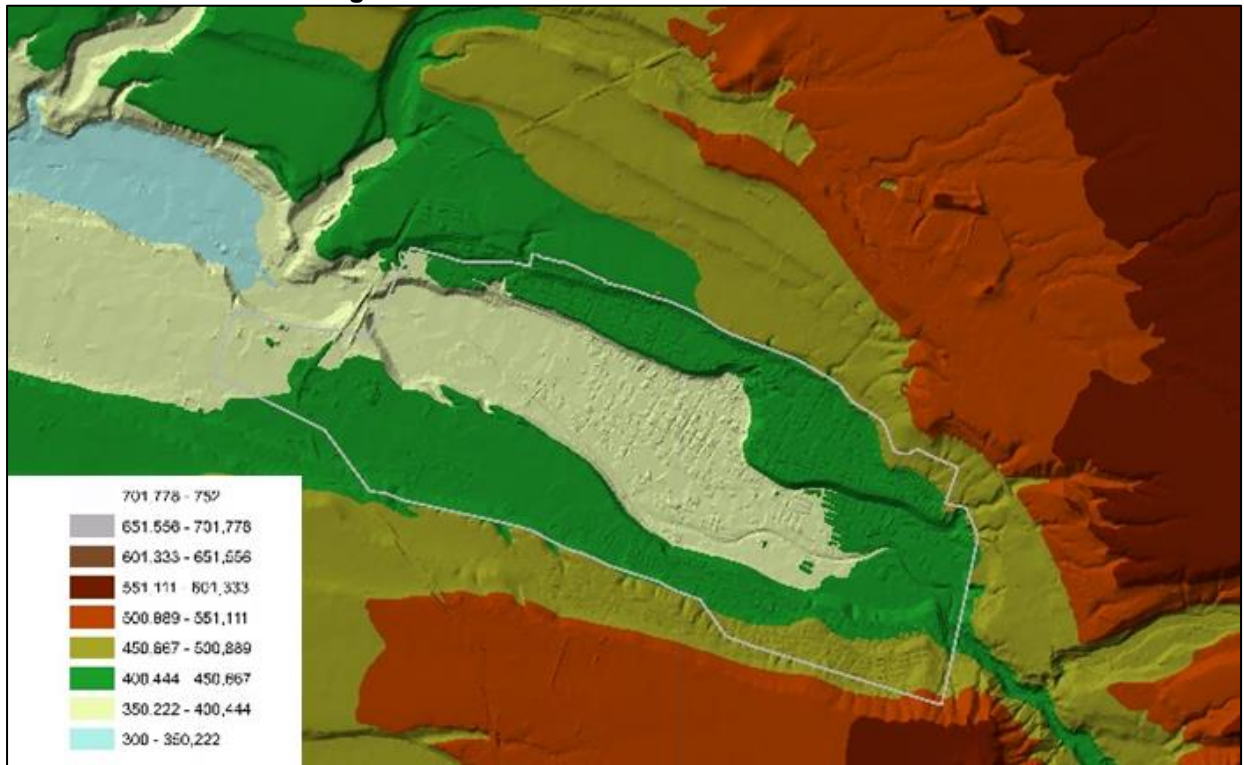 701.778 - 752
651.556 - 701,778
601.333 - 651,556
551.111 - 601,333
500.889 - 551,111
450.667 - 500,889
400.444 - 450,667
350.222 - 400,444
300 - 350,222